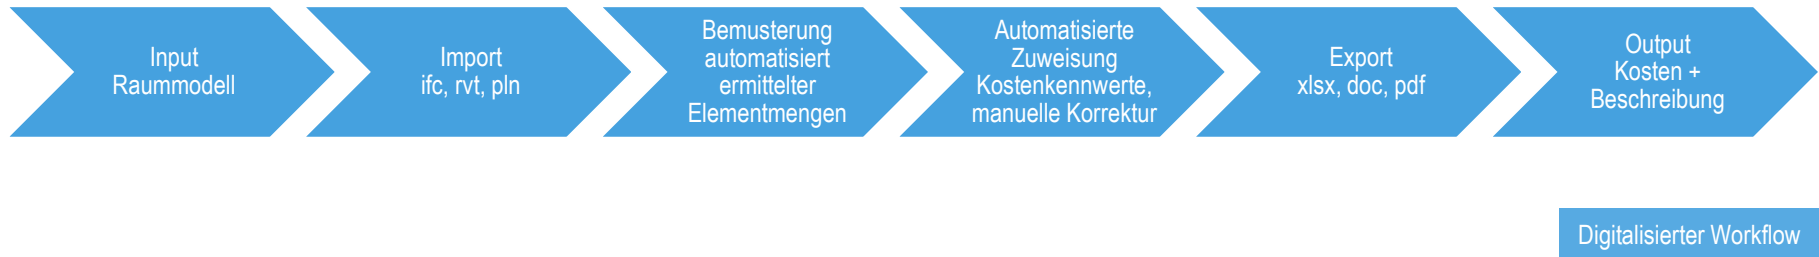 Input
Raummodell
Import
ifc, rvt, pln
Bemusterung
automatisiert
ermittelter
Elementmengen
Automatisierte
Zuweisung
Kostenkennwerte,
manuelle Korrektur
Export
xlsx, doc, pdf
Output
Kosten +
Beschreibung
Digitalisierter Workflow